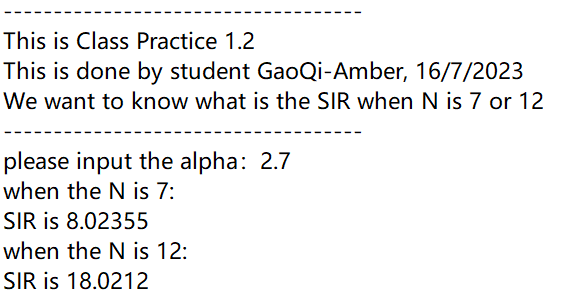 ------------------------------------
This is Class Practice 1.2
This is done by student GaoQi-Amber, 16/7/2023
We want to know what is the SIR when N is 7 or 12
------------------------------------
please input the alpha：2.7
when the N is 7:
SIR is 8.02355
when the N is 12:
SIR is 18.0212